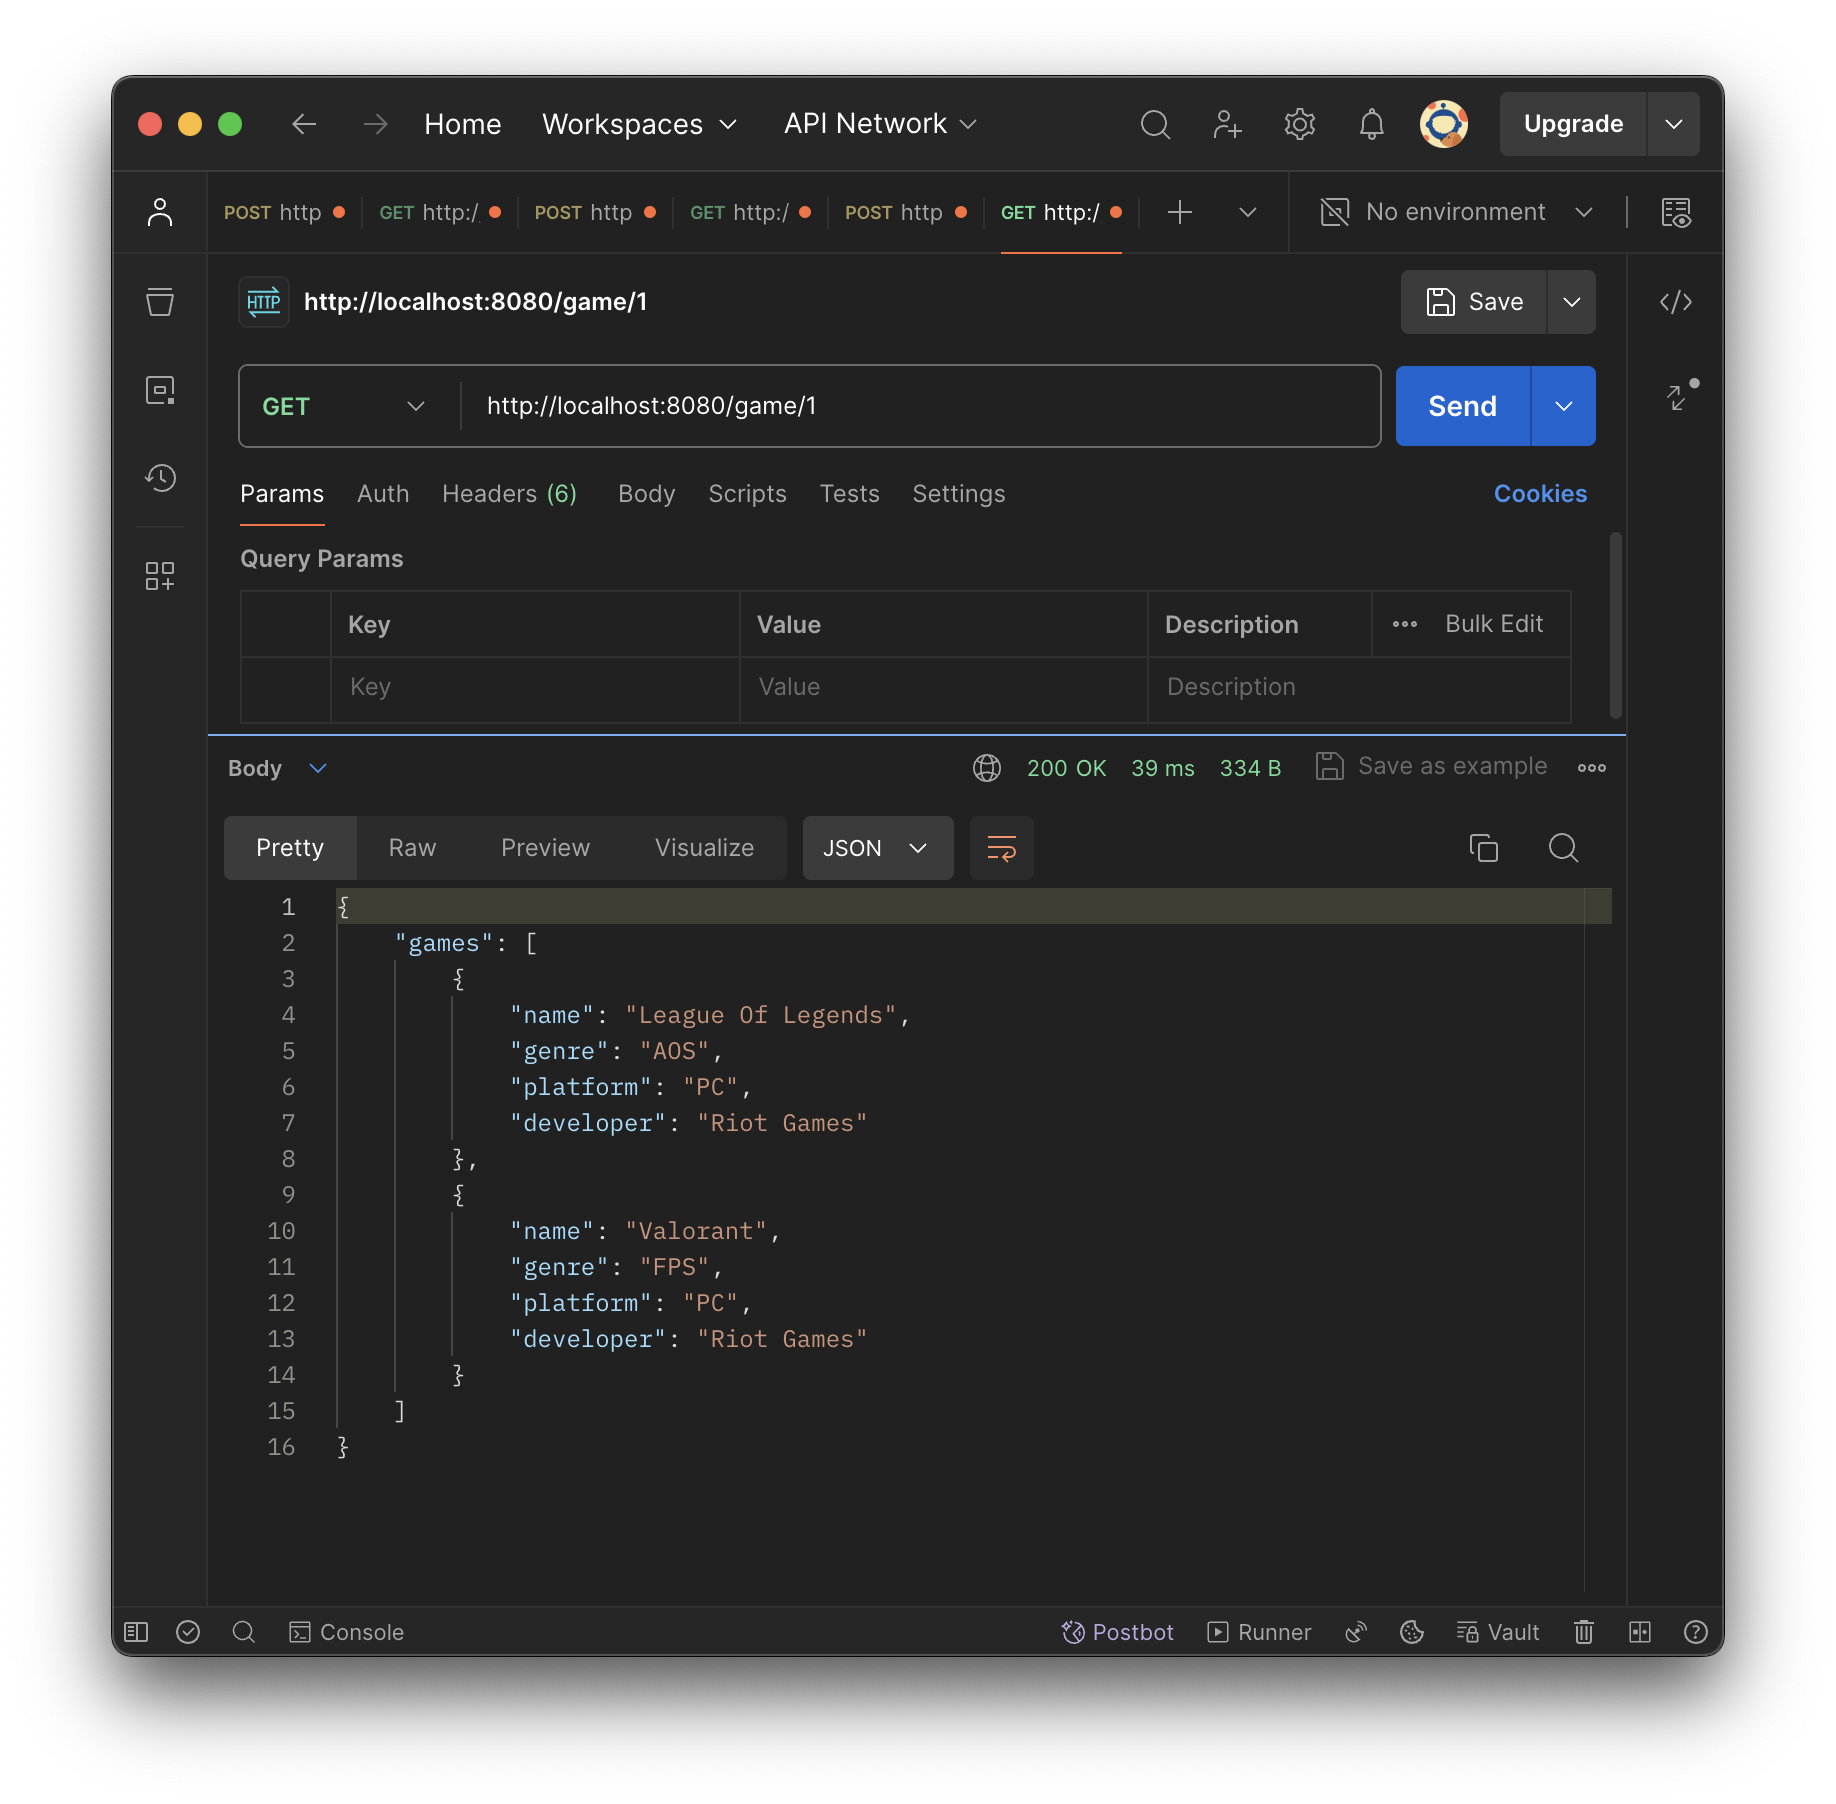 Home Workspaces API Network Upgrade
POST http GET http:/ POST http GET http:/ POST http GET http:/ No environment
HTTP http://localhost:8080/game/1 Save
GET http://localhost:8080/game/1 Send
Params Auth Headers (6) Body Scripts Tests Settings Cookies
Query Params
Key Value Description Bulk Edit
Key Value Description
Body 200 OK 39 ms 334 B Save as example
Pretty Raw Preview Visualize JSON
1 {
2 "games": [
3 {
4 "name": "League Of Legends",
5 "genre": "AOS",
6 "platform": "PC",
7 "developer": "Riot Games"
8 },
9 {
10 "name": "Valorant",
11 "genre": "FPS",
12 "platform": "PC",
13 "developer": "Riot Games"
14 }
15 ]
16 }
Console Postbot Runner Vault